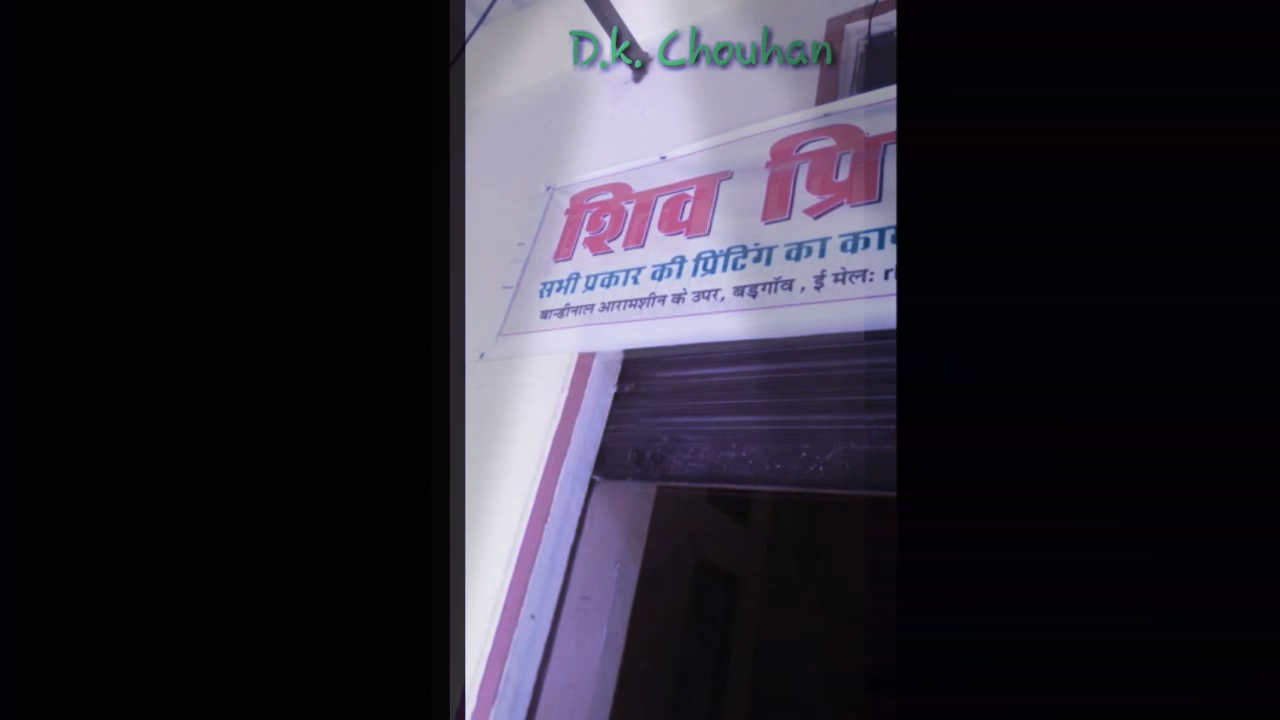 D.k. Chouhan
शिव प्रि
सभी प्रकार की प्रिंटिंग का
बान्डीनाल आरामशीन के उपर, बड़गॉव , ई मेल: